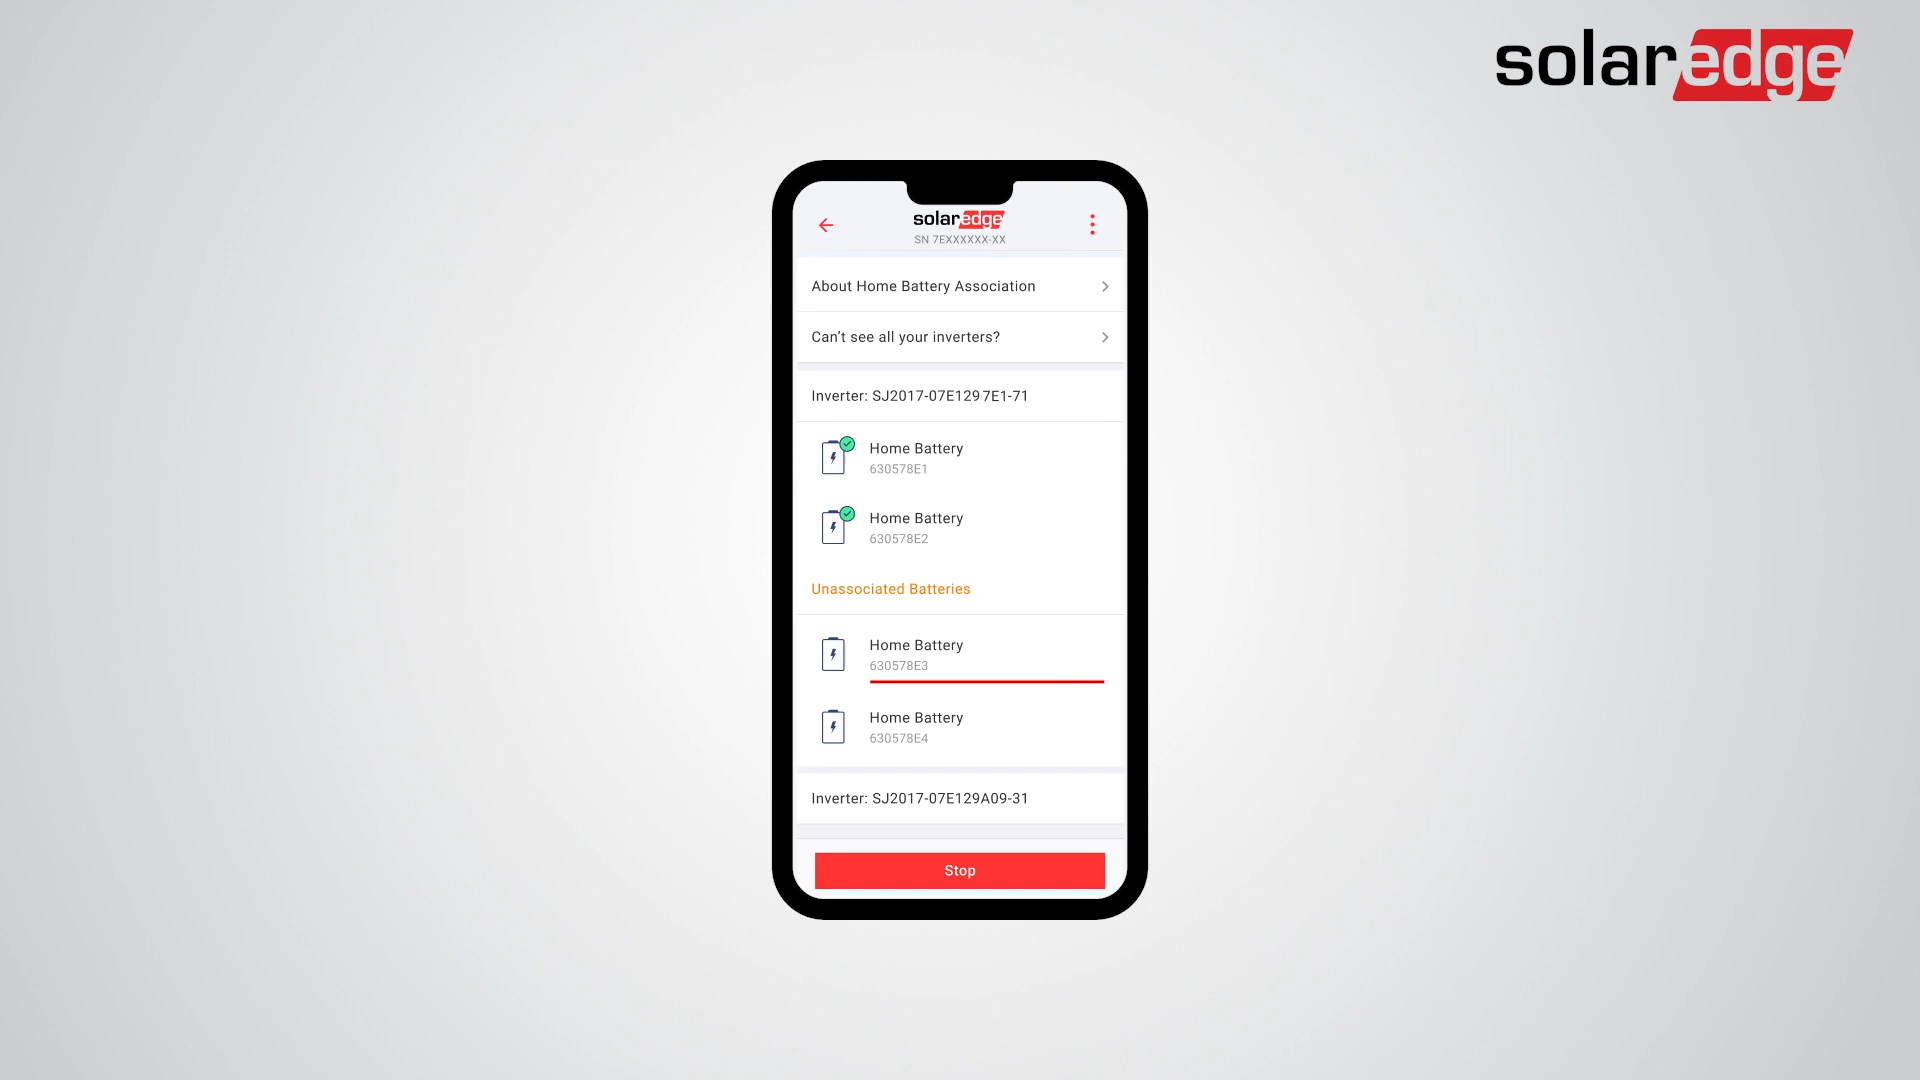 solaredge
solaredge
SN 7EXXXXXX-XX
About Home Battery Association
Can't see all your inverters?
Inverter: SJ2017-07E1297E1-71
Home Battery
630578E1
Home Battery
630578E2
Unassociated Batteries
Home Battery
630578E3
Home Battery
630578E4
Inverter: SJ2017-07E129A09-31
Stop